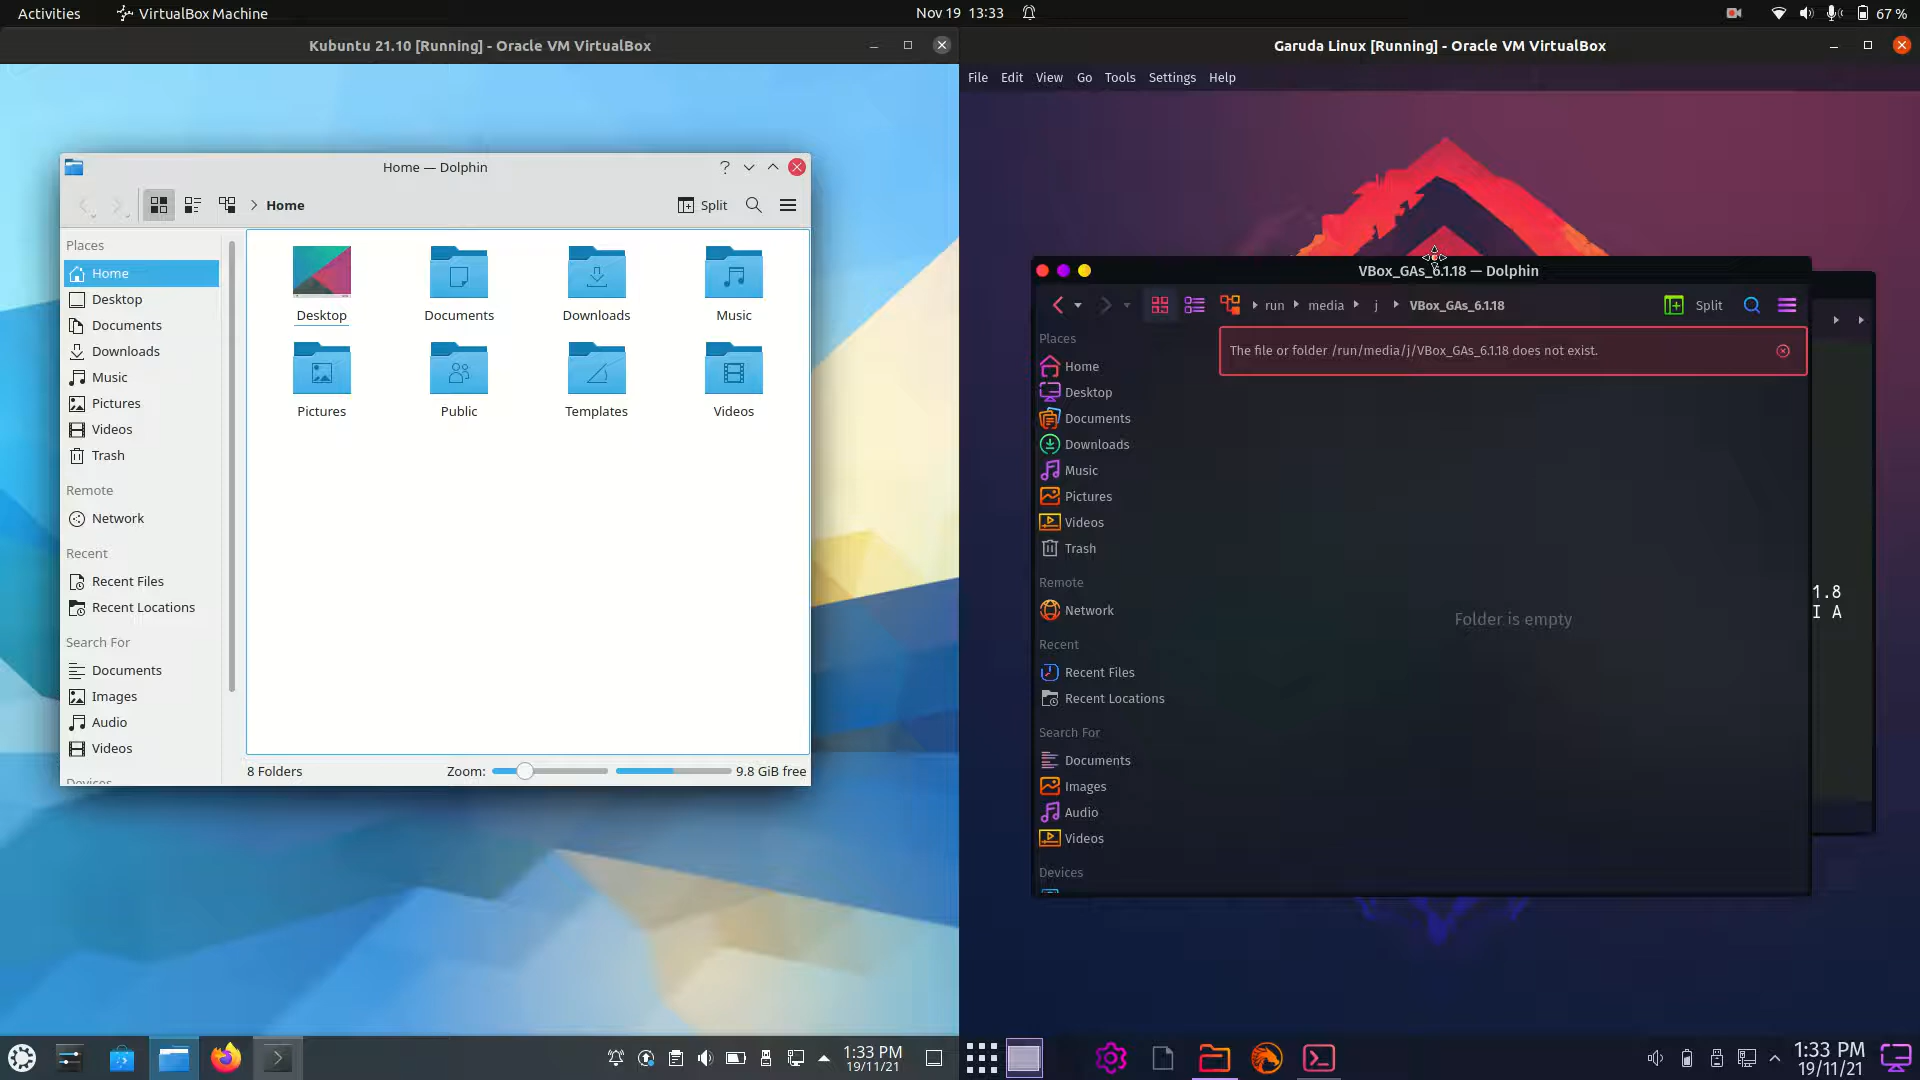 Activities
VirtualBox Machine
Nov 19 13:33
67 %
Kubuntu 21.10 [Running] - Oracle VM VirtualBox
Home — Dolphin
Home
Split
Places
Home
Desktop
Documents
Downloads
Music
Pictures
Videos
Trash
Remote
Network
Recent
Recent Files
Recent Locations
Search For
Documents
Images
Audio
Videos
Devices
Desktop
Documents
Downloads
Music
Pictures
Public
Templates
Videos
8 Folders
Zoom:
9.8 GiB free
1:33 PM
19/11/21
Garuda Linux [Running] - Oracle VM VirtualBox
File Edit View Go Tools Settings Help
VBox_GAs_6.1.18 — Dolphin
run media j VBox_GAs_6.1.18
Split
The file or folder /run/media/j/VBox_GAs_6.1.18 does not exist.
Places
Home
Desktop
Documents
Downloads
Music
Pictures
Videos
Trash
Remote
Network
Recent
Recent Files
Recent Locations
Search For
Documents
Images
Audio
Videos
Devices
Folder is empty
1.8
I A
1:33 PM
19/11/21